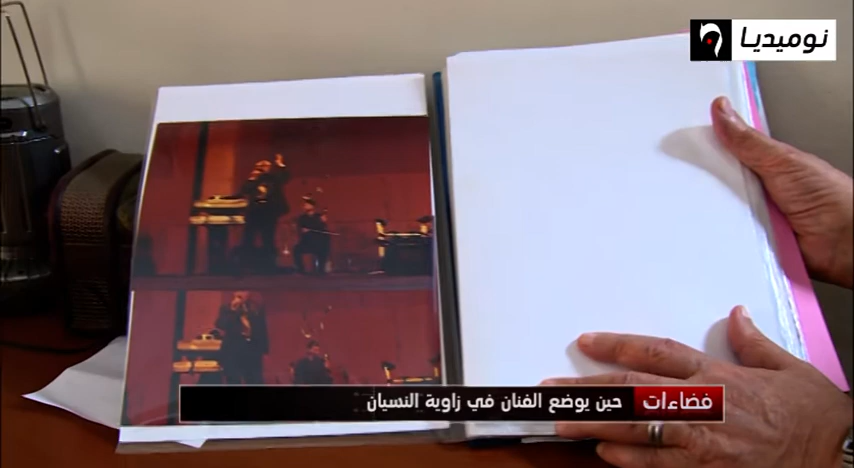 نوميديا
فضاءات حين يوضع الفنان في زاوية النسيان